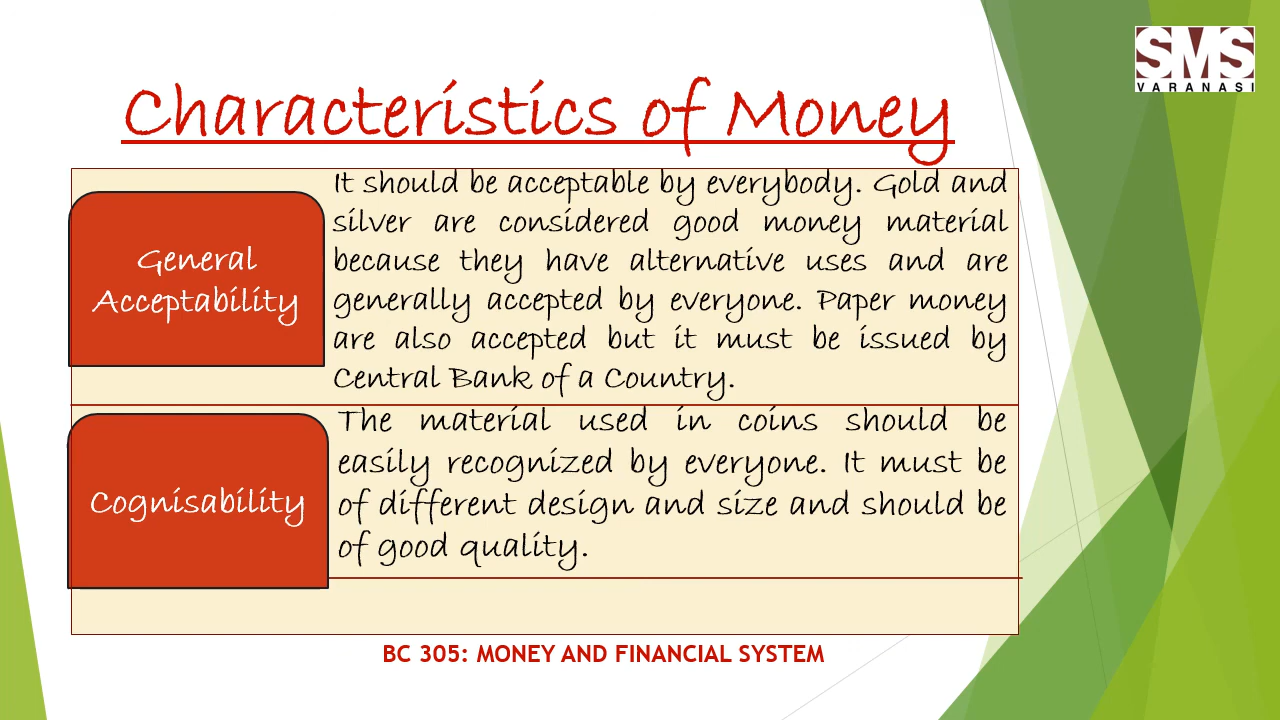 SMS
VARANASI
Characteristics of Money
General
Acceptability
It should be acceptable by everybody. Gold and
silver are considered good money material
because they have alternative uses and are
generally accepted by everyone. Paper money
are also accepted but it must be issued by
Central Bank of a Country.
Cognisability
The material used in coins should be
easily recognized by everyone. It must be
of different design and size and should be
of good quality.
BC 305: MONEY AND FINANCIAL SYSTEM